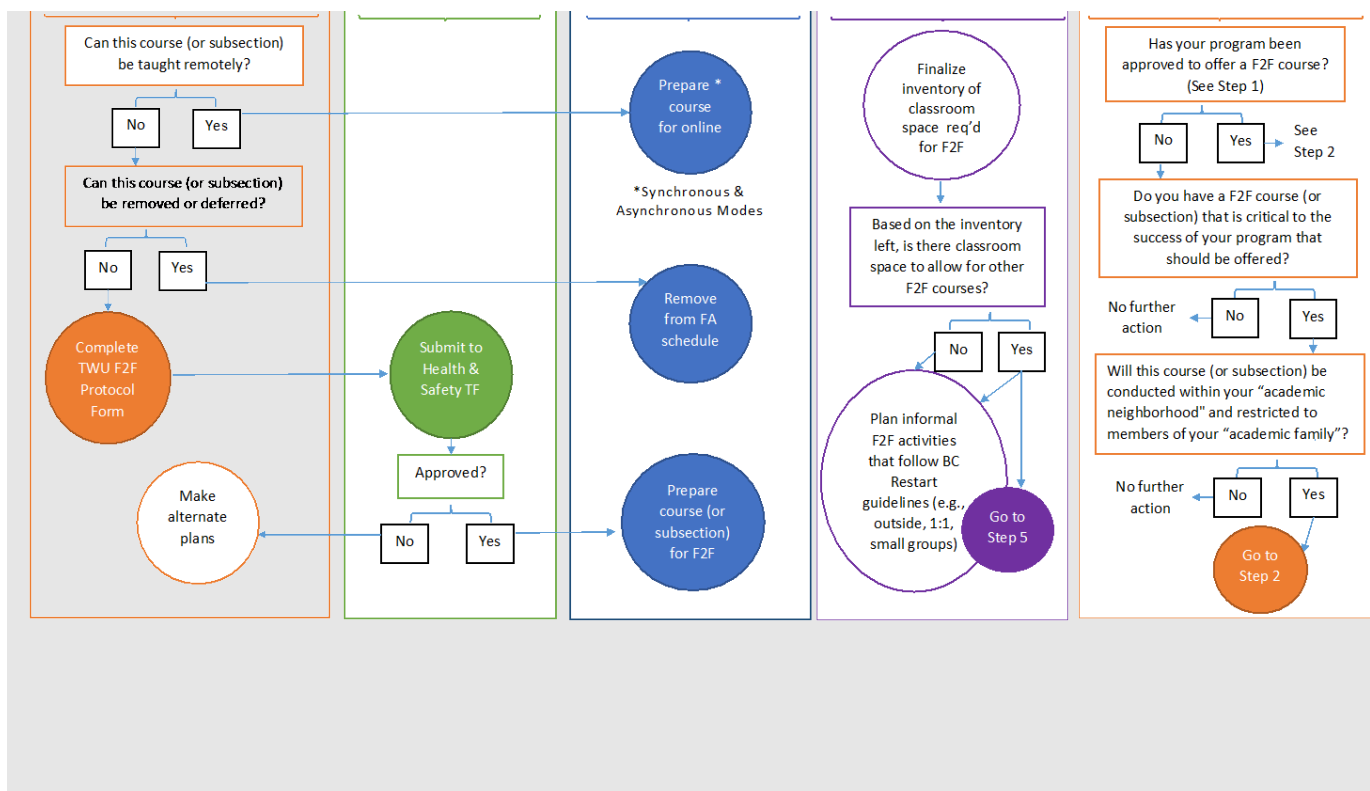 Can this course (or subsection)
be taught remotely?
No
Yes
Can this course (or subsection)
be removed or deferred?
No
Yes
Complete
TWU F2F
Protocol
Form
Make
alternate
plans
Submit to
Health &
Safety TF
Approved?
No
Yes
Prepare *
course
for online
*Synchronous &
Asynchronous Modes
Remove
from FA
schedule
Prepare
course (or
subsection)
for F2F
Finalize
inventory of
classroom
space req'd
for F2F
Based on the inventory
left, is there classroom
space to allow for other
F2F courses?
No
Yes
Plan informal
F2F activities
that follow BC
Restart
guidelines (e.g.,
outside, 1:1,
small groups)
Go to
Step 5
Has your program been
approved to offer a F2F course?
(See Step 1)
No
Yes
See
Step 2
Do you have a F2F course (or
subsection) that is critical to the
success of your program that
should be offered?
No further
action
No
Yes
Will this course (or subsection) be
conducted within your “academic
neighborhood" and restricted to
members of your “academic family”?
No further
action
No
Yes
Go to
Step 2